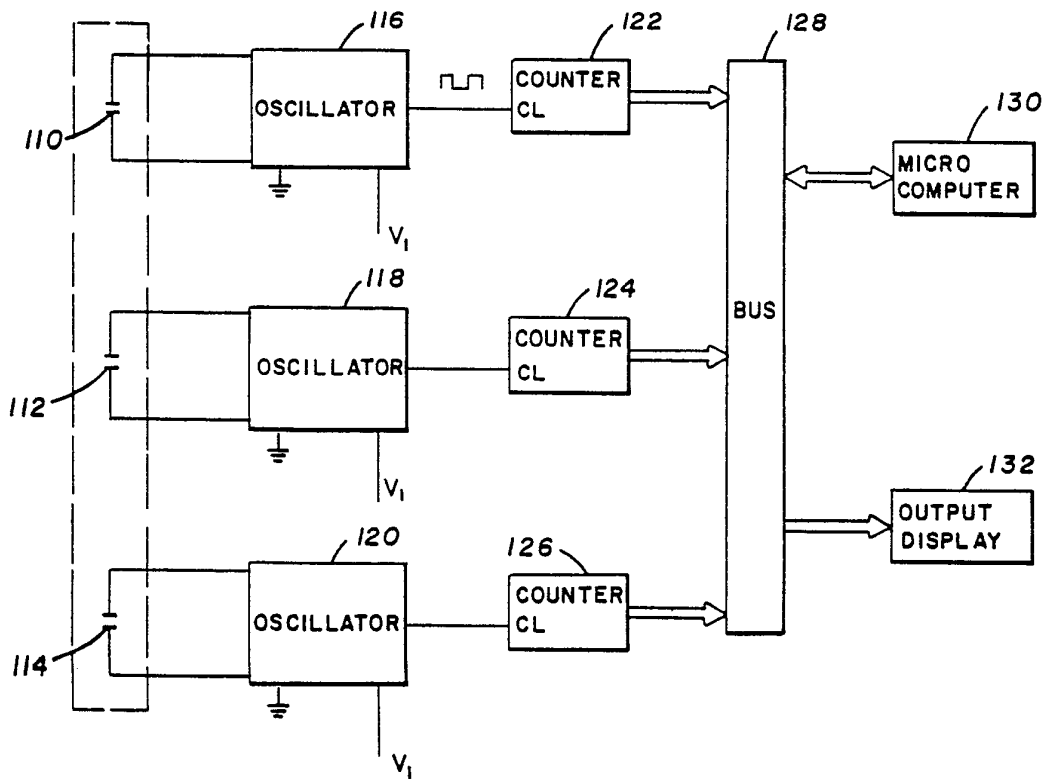 116
122
128
OSCILLATOR
COUNTER
CL
110
130
MICRO
COMPUTER
V1
118
124
OSCILLATOR
COUNTER
CL
BUS
112
V1
132
OUTPUT
DISPLAY
120
126
OSCILLATOR
COUNTER
CL
114
V1